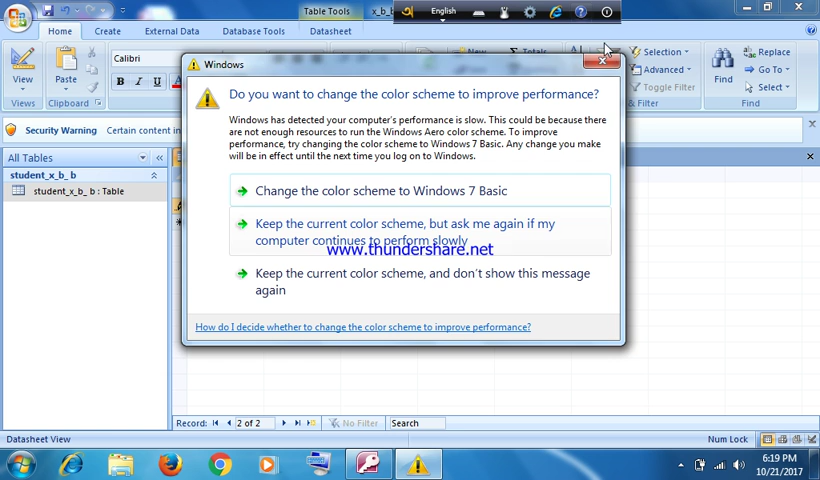 Table Tools
x_b_b
English
Home
Create
External Data
Database Tools
Datasheet
View
Views
Paste
Clipboard
Calibri
B I U
New
Totals
Selection
Advanced
Toggle Filter
& Filter
Find
Replace
Go To
Select
Find
Security Warning Certain content in
All Tables
student_x_b_ b
student_x_b_ b : Table
Windows
Do you want to change the color scheme to improve performance?
Windows has detected your computer's performance is slow. This could be because there
are not enough resources to run the Windows Aero color scheme. To improve
performance, try changing the color scheme to Windows 7 Basic. Any change you make
will be in effect until the next time you log on to Windows.
Change the color scheme to Windows 7 Basic
Keep the current color scheme, but ask me again if my
computer continues to perform slowly
www.thundershare.net
Keep the current color scheme, and don't show this message
again
How do I decide whether to change the color scheme to improve performance?
Record: 2 of 2 No Filter Search
Datasheet View
Num Lock
6:19 PM
10/21/2017